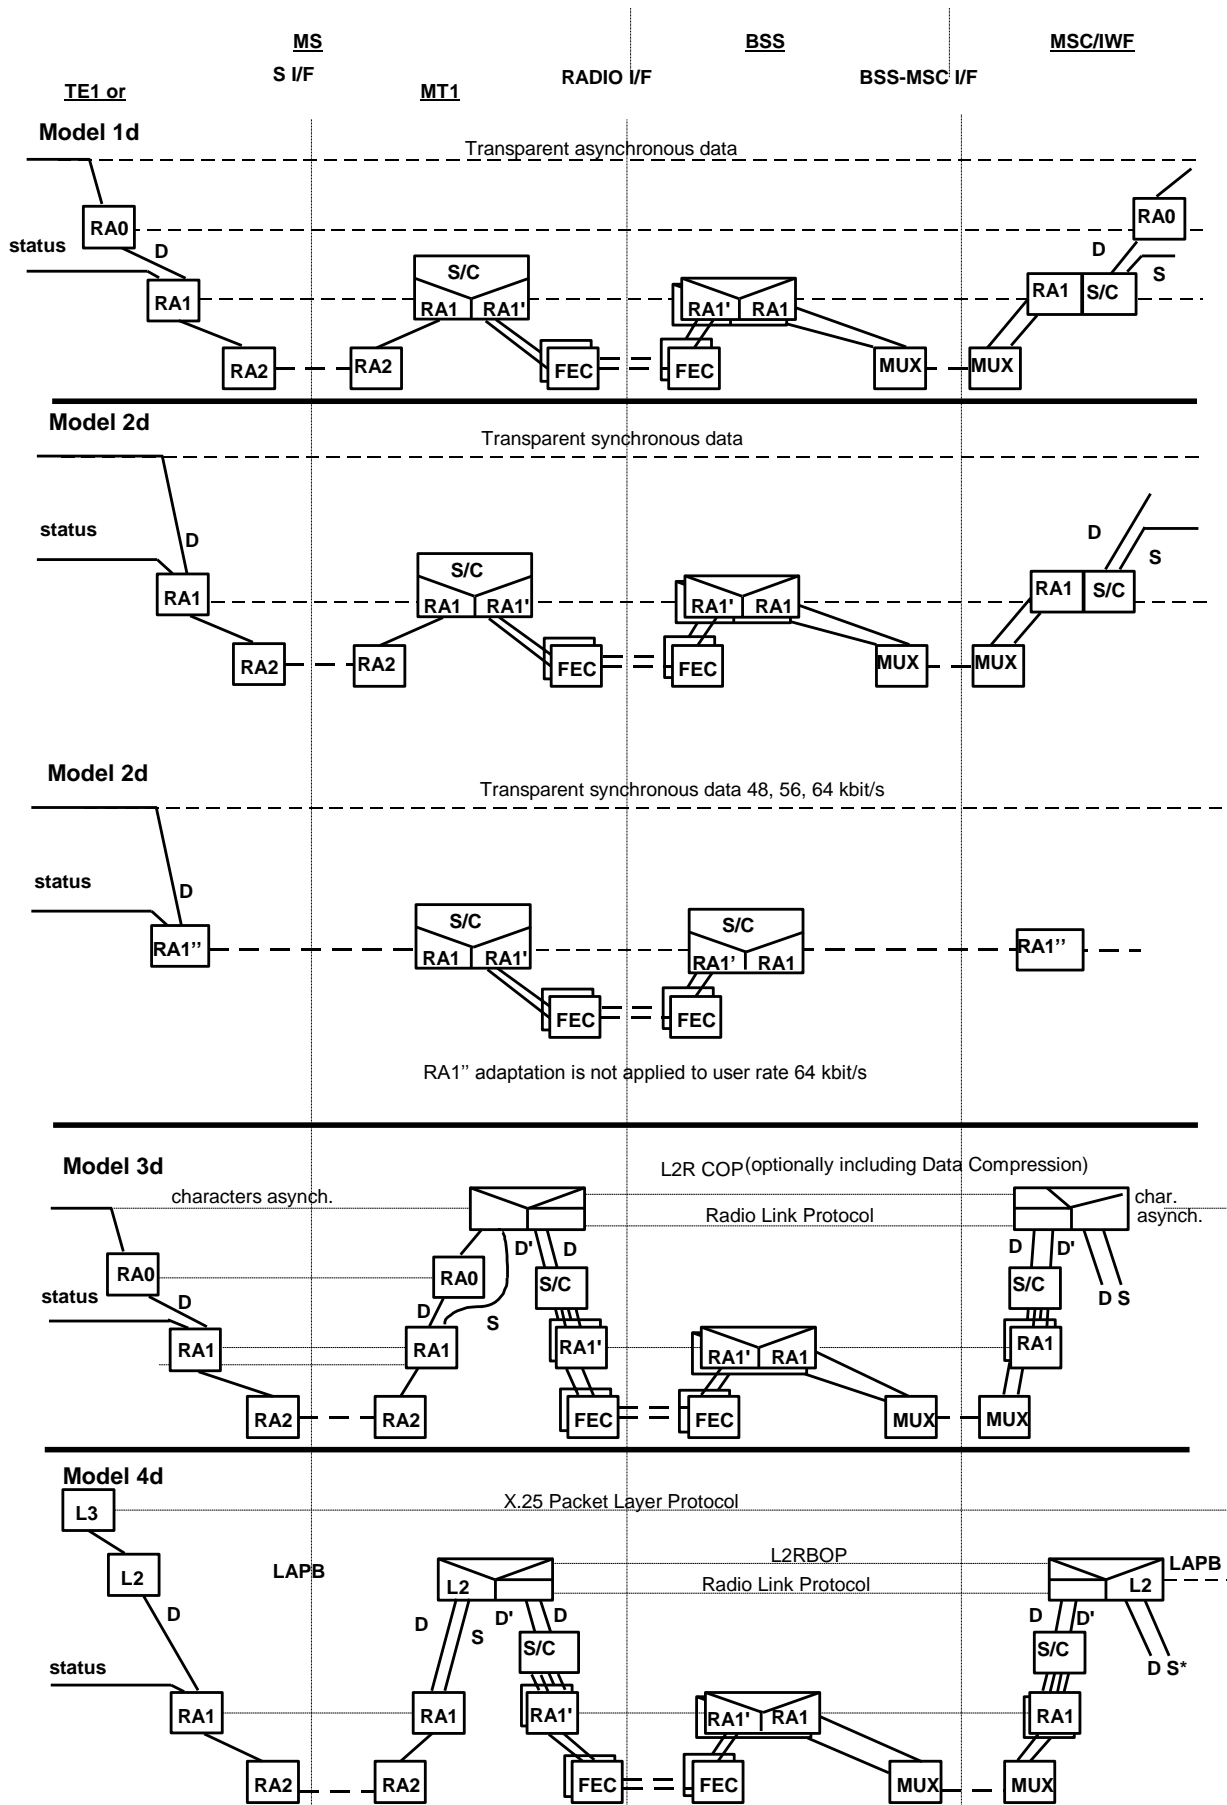 MS
BSS
MSC/IWF
S I/F
RADIO I/F
BSS-MSC I/F
TE1 or
MT1
Model 1d
Transparent asynchronous data
RA0
RA0
status
D
D
S
S/C
RA1
RA1
RA1'
RA1'
RA1
RA1
S/C
RA2
RA2
FEC
FEC
MUX
MUX
Model 2d
Transparent synchronous data
status
D
D
S
S/C
RA1
RA1
RA1'
RA1'
RA1
RA1
S/C
RA2
RA2
FEC
FEC
MUX
MUX
Model 2d
Transparent synchronous data 48, 56, 64 kbit/s
status
D
S/C
S/C
RA1’’
RA1
RA1'
RA1’
RA1
RA1’’
FEC
FEC
RA1’’ adaptation is not applied to user rate 64 kbit/s
Model 3d
L2R COP(optionally including Data Compression)
characters asynch.
char.
asynch.
Radio Link Protocol
D'
D
D
D'
RA0
RA0
S/C
S/C
status
D
D
S
D S
RA1
RA1
RA1'
RA1'
RA1
RA1
RA2
RA2
FEC
FEC
MUX
MUX
Model 4d
L3
X.25 Packet Layer Protocol
L2
LAPB
L2RBOP
LAPB
L2
Radio Link Protocol
L2
D
D
S
D'
D
D
D'
S/C
S/C
status
D S*
RA1
RA1
RA1'
RA1'
RA1
RA1
RA2
RA2
FEC
FEC
MUX
MUX